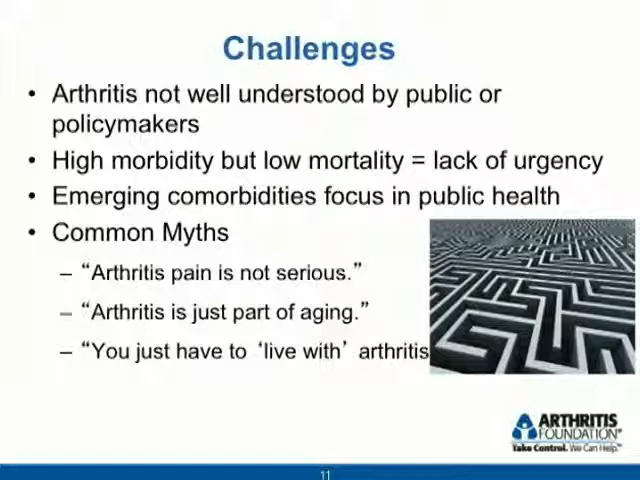 Challenges
• Arthritis not well understood by public or
policymakers
• High morbidity but low mortality = lack of urgency
• Emerging comorbidities focus in public health
• Common Myths
– “Arthritis pain is not serious.”
– “Arthritis is just part of aging.”
– “You just have to ‘live with’ arthritis
ARTHRITIS
FOUNDATION®
Take Control. We Can Help.™
11